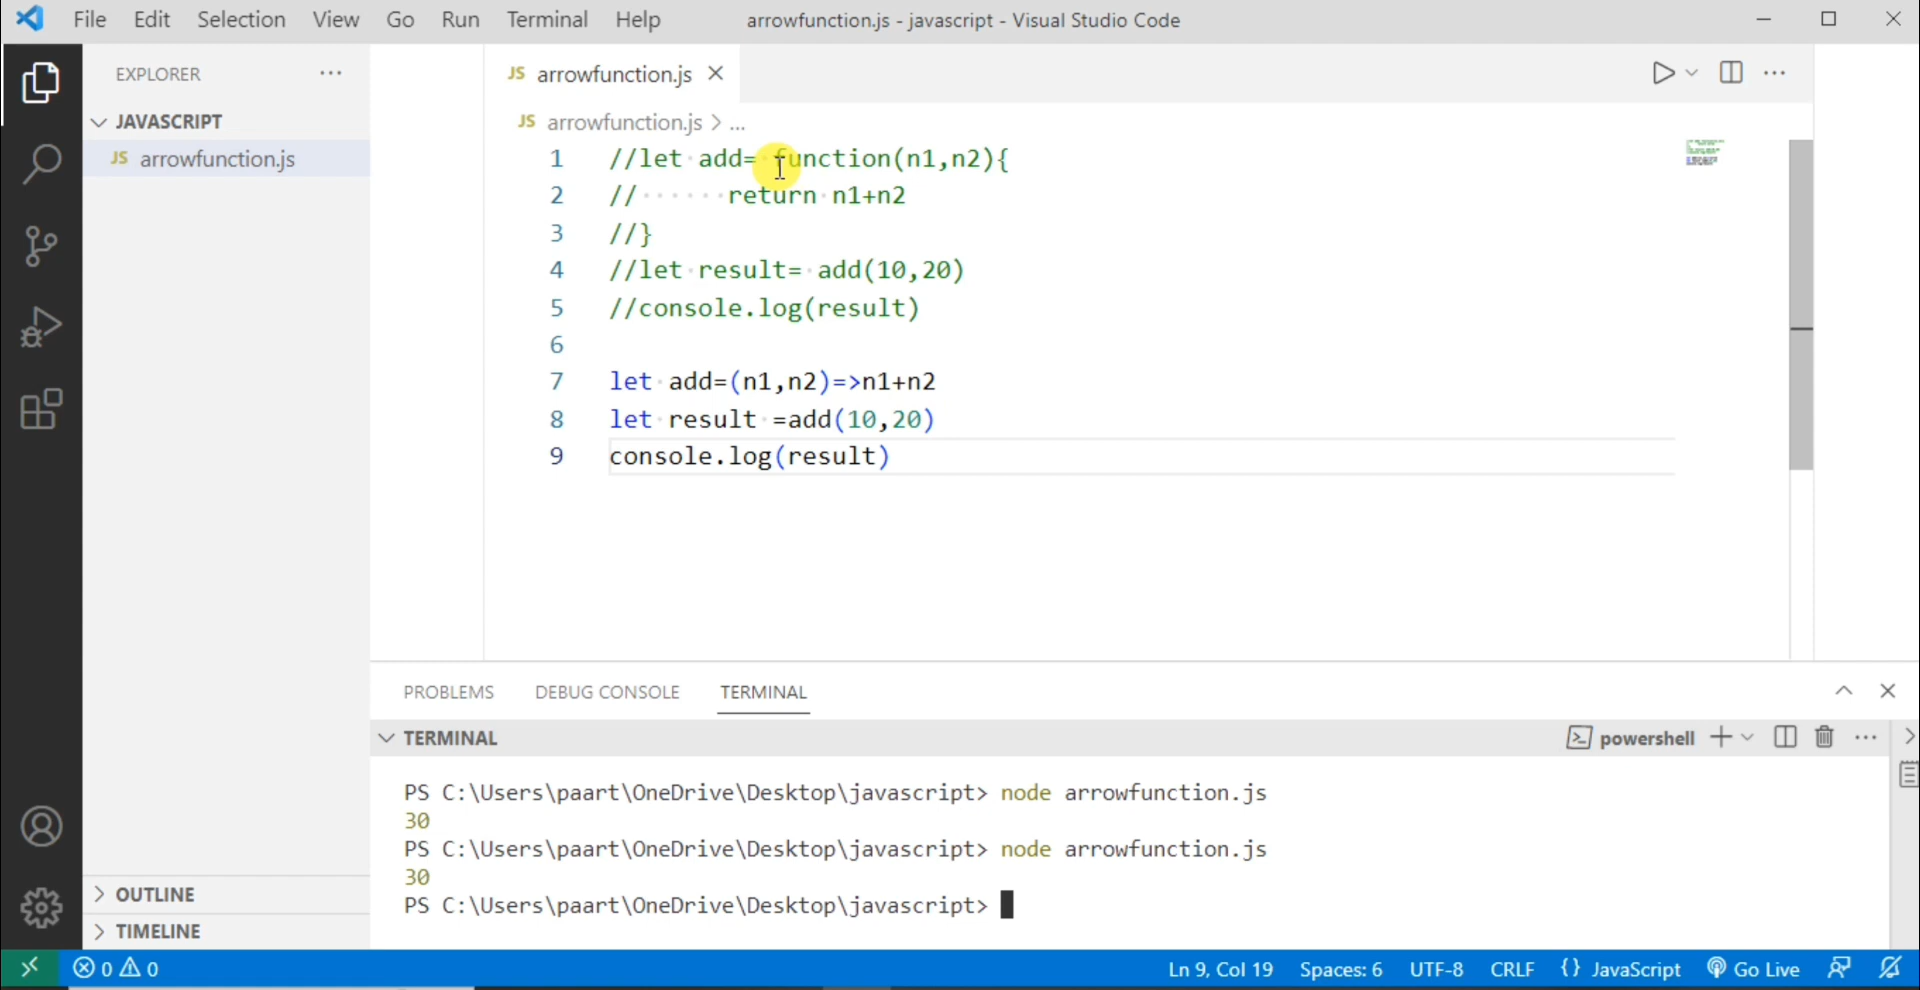 File Edit Selection View Go Run Terminal Help arrowfunction.js - javascript - Visual Studio Code
EXPLORER
JAVASCRIPT
JS arrowfunction.js
OUTLINE
TIMELINE
JS arrowfunction.js
JS arrowfunction.js > ...
1 //let add= function(n1,n2){
2 //      return n1+n2
3 //}
4 //let result= add(10,20)
5 //console.log(result)
6
7 let add=(n1,n2)=>n1+n2
8 let result =add(10,20)
9 console.log(result)
PROBLEMS DEBUG CONSOLE TERMINAL
TERMINAL powershell
PS C:\Users\paart\OneDrive\Desktop\javascript> node arrowfunction.js
30
PS C:\Users\paart\OneDrive\Desktop\javascript> node arrowfunction.js
30
PS C:\Users\paart\OneDrive\Desktop\javascript>
0 0 Ln 9, Col 19 Spaces: 6 UTF-8 CRLF {} JavaScript Go Live